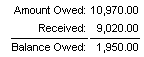 Amount Owed: 10,970.00
Received: 9,020.00
Balance Owed: 1,950.00